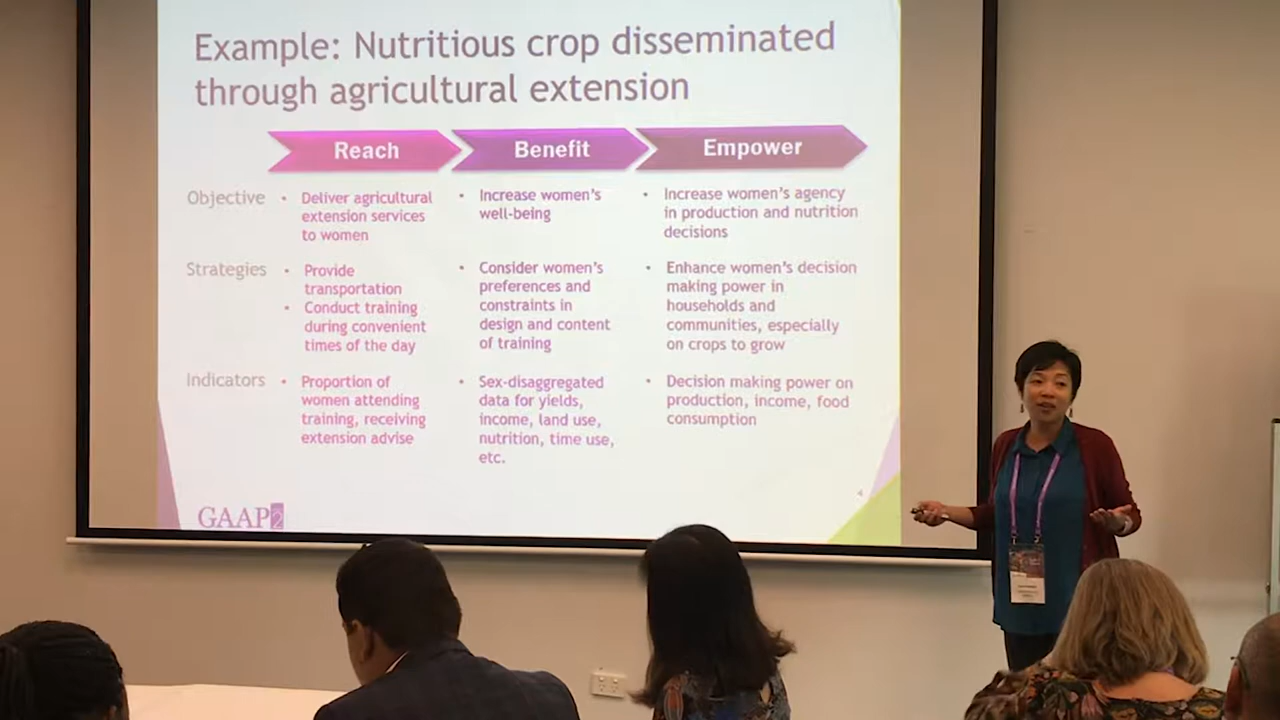 Example: Nutritious crop disseminated
through agricultural extension
Reach
Benefit
Empower
Objective
• Deliver agricultural
extension services
to women
• Increase women's
well-being
• Increase women's agency
in production and nutrition
decisions
Strategies
• Provide
transportation
• Conduct training
during convenient
times of the day
• Consider women's
preferences and
constraints in
design and content
of training
• Enhance women's decision
making power in
households and
communities, especially
on crops to grow
Indicators
• Proportion of
women attending
training, receiving
extension advise
• Sex-disaggregated
data for yields,
income, land use,
nutrition, time use,
etc.
• Decision making power on
production, income, food
consumption
4
GAAP2